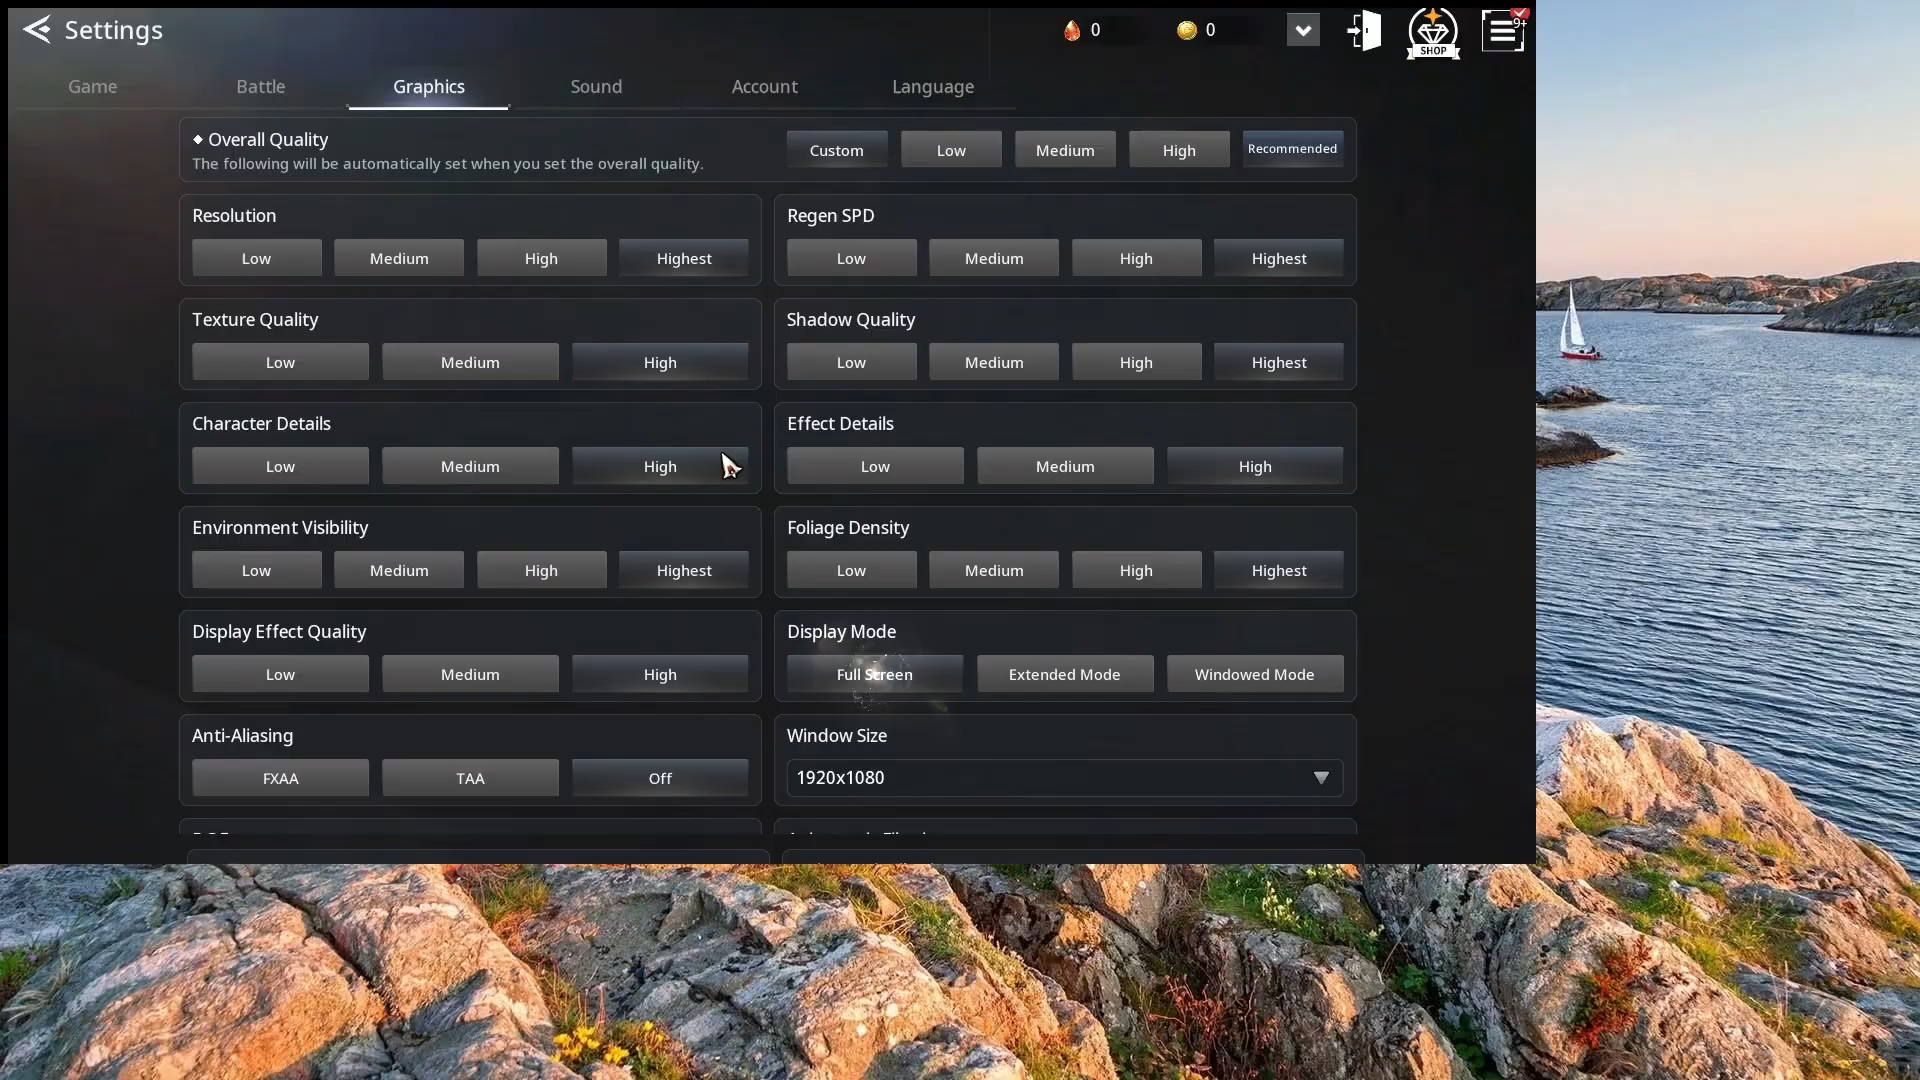 Settings
0
0
SHOP
9+
Game
Battle
Graphics
Sound
Account
Language
Overall Quality
The following will be automatically set when you set the overall quality.
Custom
Low
Medium
High
Recommended
Resolution
Low
Medium
High
Highest
Regen SPD
Low
Medium
High
Highest
Texture Quality
Low
Medium
High
Shadow Quality
Low
Medium
High
Highest
Character Details
Low
Medium
High
Effect Details
Low
Medium
High
Environment Visibility
Low
Medium
High
Highest
Foliage Density
Low
Medium
High
Highest
Display Effect Quality
Low
Medium
High
Display Mode
Full Screen
Extended Mode
Windowed Mode
Anti-Aliasing
FXAA
TAA
Off
Window Size
1920x1080